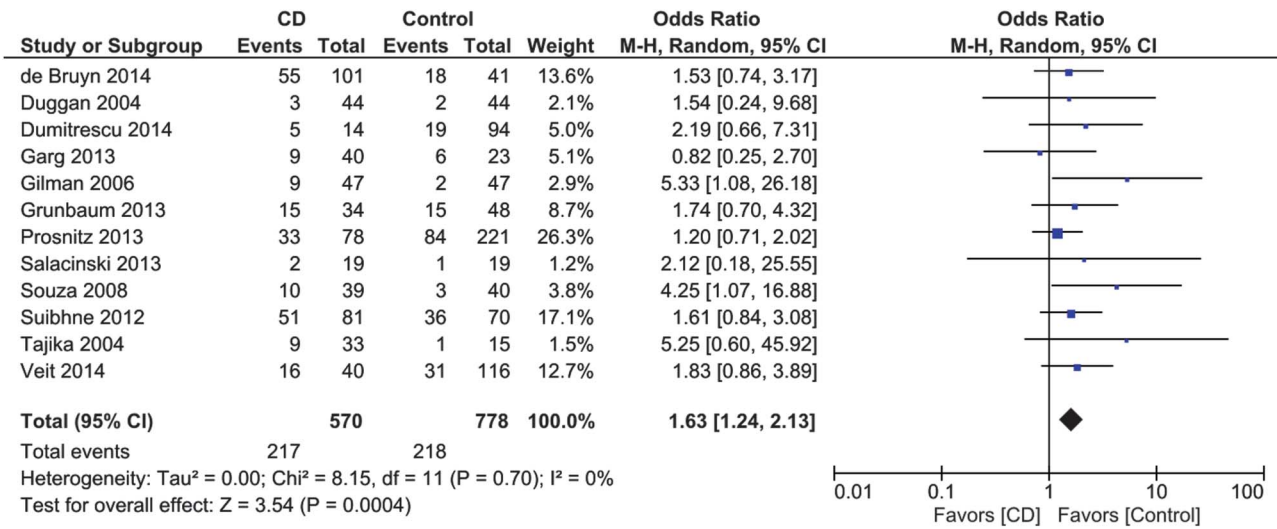 CD Control Odds Ratio Odds Ratio
Study or Subgroup Events Total Events Total Weight M-H, Random, 95% CI M-H, Random, 95% CI
de Bruyn 2014 55 101 18 41 13.6% 1.53 [0.74, 3.17]
Duggan 2004 3 44 2 44 2.1% 1.54 [0.24, 9.68]
Dumitrescu 2014 5 14 19 94 5.0% 2.19 [0.66, 7.31]
Garg 2013 9 40 6 23 5.1% 0.82 [0.25, 2.70]
Gilman 2006 9 47 2 47 2.9% 5.33 [1.08, 26.18]
Grunbaum 2013 15 34 15 48 8.7% 1.74 [0.70, 4.32]
Prosnitz 2013 33 78 84 221 26.3% 1.20 [0.71, 2.02]
Salacinski 2013 2 19 1 19 1.2% 2.12 [0.18, 25.55]
Souza 2008 10 39 3 40 3.8% 4.25 [1.07, 16.88]
Suibhne 2012 51 81 36 70 17.1% 1.61 [0.84, 3.08]
Tajika 2004 9 33 1 15 1.5% 5.25 [0.60, 45.92]
Veit 2014 16 40 31 116 12.7% 1.83 [0.86, 3.89]
Total (95% CI) 570 778 100.0% 1.63 [1.24, 2.13]
Total events 217 218
Heterogeneity: Tau² = 0.00; Chi² = 8.15, df = 11 (P = 0.70); I² = 0%
Test for overall effect: Z = 3.54 (P = 0.0004)
0.01 0.1 1 10 100
Favors [CD] Favors [Control]